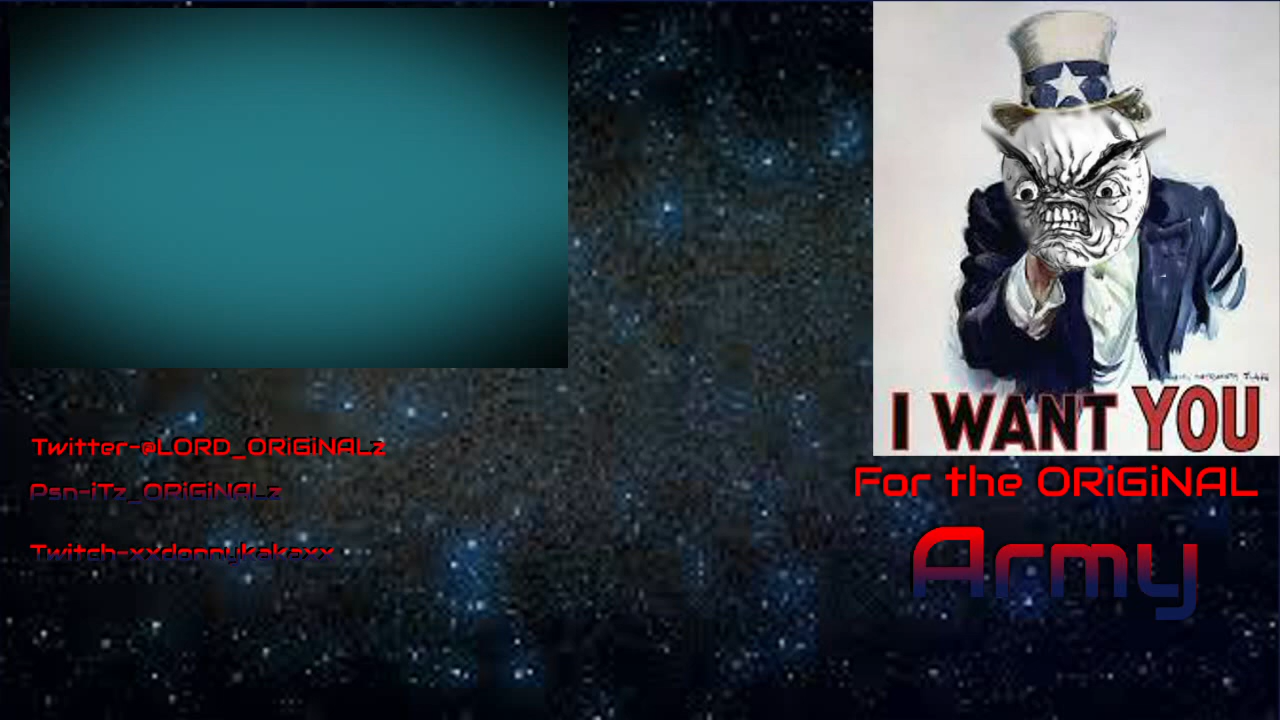 Twitter-@LORD_ORiGiNALz
Psn-iTz_ORiGiNALz
Twitch-xxdonnykakaxx
I WANT YOU
For the ORiGiNAL
Army